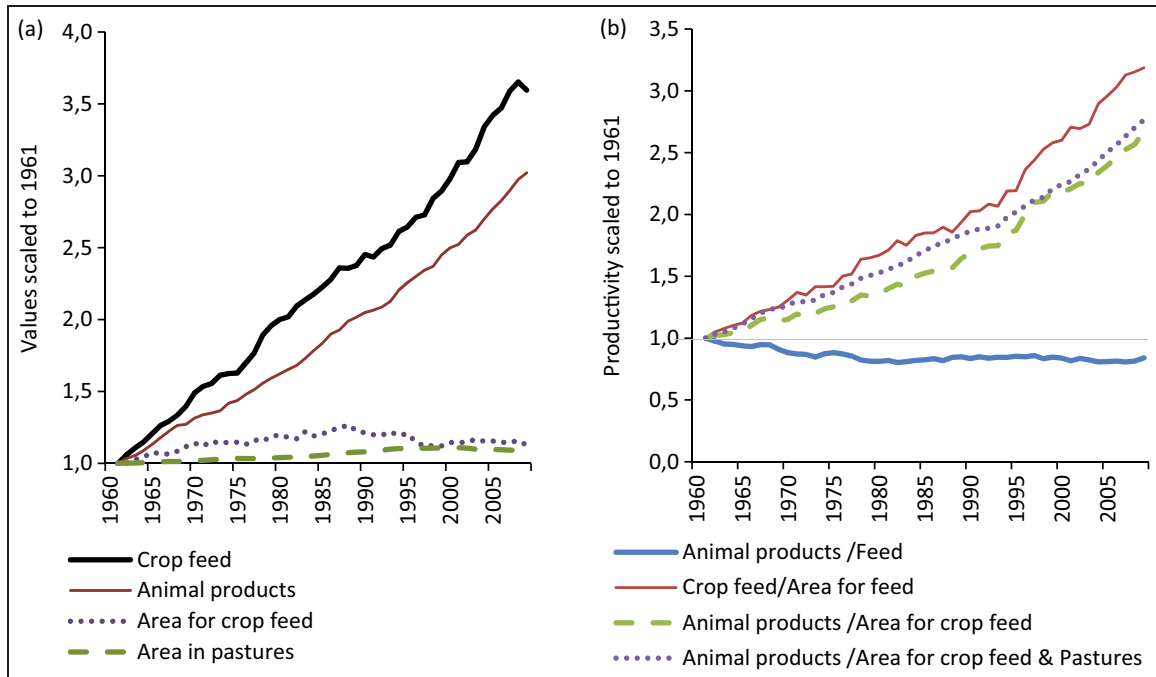 (a)
Values scaled to 1961
4,0
3,5
3,0
2,5
2,0
1,5
1,0
1960
1965
1970
1975
1980
1985
1990
1995
2000
2005
Crop feed
Animal products
Area for crop feed
Area in pastures
(b)
Productivity scaled to 1961
3,5
3,0
2,5
2,0
1,5
1,0
0,5
0,0
1960
1965
1970
1975
1980
1985
1990
1995
2000
2005
Animal products /Feed
Crop feed/Area for feed
Animal products /Area for crop feed
Animal products /Area for crop feed & Pastures